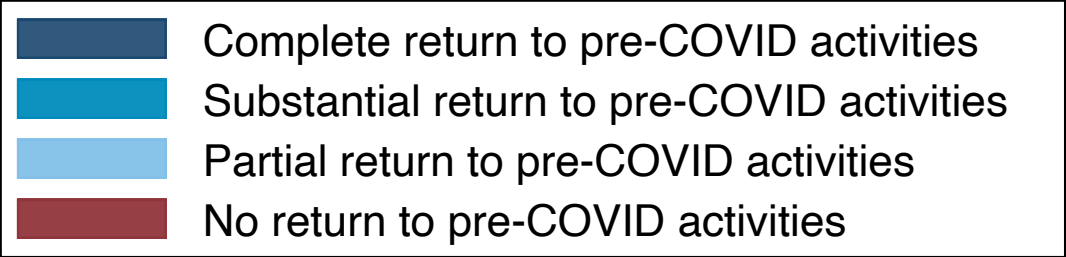 Complete return to pre-COVID activities
Substantial return to pre-COVID activities
Partial return to pre-COVID activities
No return to pre-COVID activities